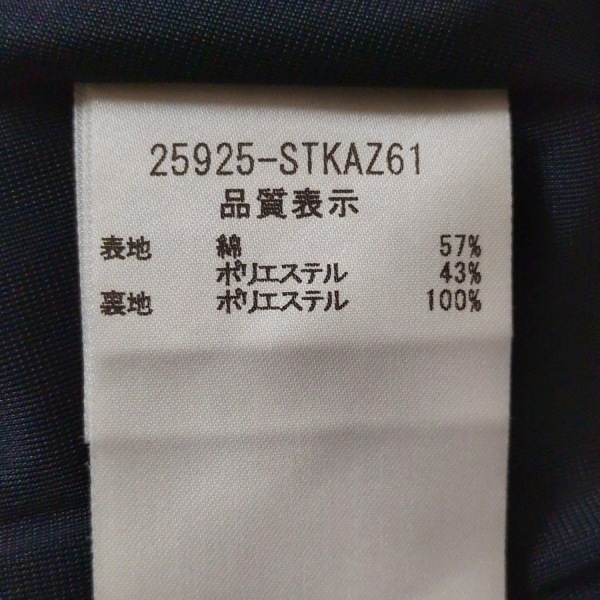 25925-STKAZ61
品質表示
表地 綿 57%
ポリエステル 43%
裏地 ポリエステル 100%